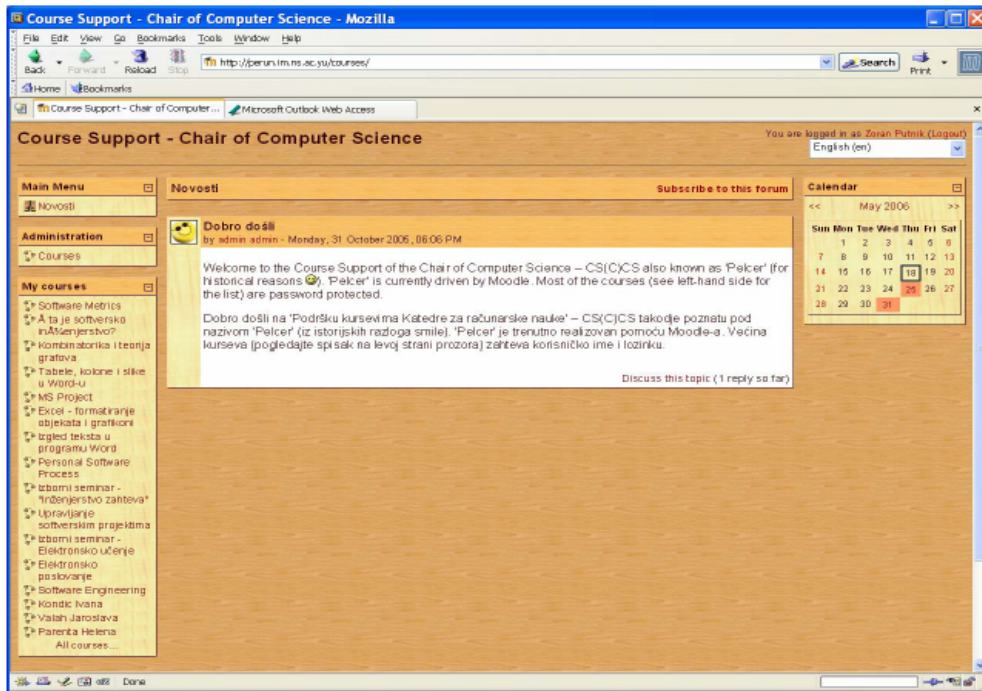 Course Support - Chair of Computer Science - Mozilla
File Edit View Go Bookmarks Tools Window Help
Back Forward Reload Stop http://perun.im.ns.ac.yu/courses/ Search Print
Home Bookmarks
Course Support - Chair of Computer... Microsoft Outlook Web Access
Course Support - Chair of Computer Science
You are logged in as Zoran Putnik (Logout)
English (en)
Main Menu
Novosti
Administration
Courses
My courses
Software Metrics
Å ta je softversko
inÅ¾enjerstvo?
Kombinatorika i teorija
grafova
Tabele, kolone i slike
u Word-u
MS Project
Excel - formatiranje
objekata i grafikoni
Izgled teksta u
programu Word
Personal Software
Process
Izborni seminar -
"Inženjerstvo zahteva"
Upravljanje
softverskim projektima
Izborni seminar -
Elektronsko učenje
Elektronsko
poslovanje
Software Engineering
Kondic Ivana
Valah Jaroslava
Parenta Helena
All courses...
Novosti
Subscribe to this forum
Dobro došli
by admin admin - Monday, 31 October 2005, 06:06 PM
Welcome to the Course Support of the Chair of Computer Science – CS(C)CS also known as 'Pelcer' (for
historical reasons ). 'Pelcer' is currently driven by Moodle. Most of the courses (see left-hand side for
the list) are password protected.
Dobro došli na 'Podršku kursevima Katedre za računarske nauke' – CS(C)CS takodje poznatu pod
nazivom 'Pelcer' (iz istorijskih razloga smile). 'Pelcer' je trenutno realizovan pomoću Moodle-a. Većina
kurseva (pogledajte spisak na levoj strani prozora) zahteva korisničko ime i lozinku.
Discuss this topic (1 reply so far)
Calendar
<< May 2006 >>
Sun Mon Tue Wed Thu Fri Sat
1 2 3 4 5 6
7 8 9 10 11 12 13
14 15 16 17 18 19 20
21 22 23 24 25 26 27
28 29 30 31
Done